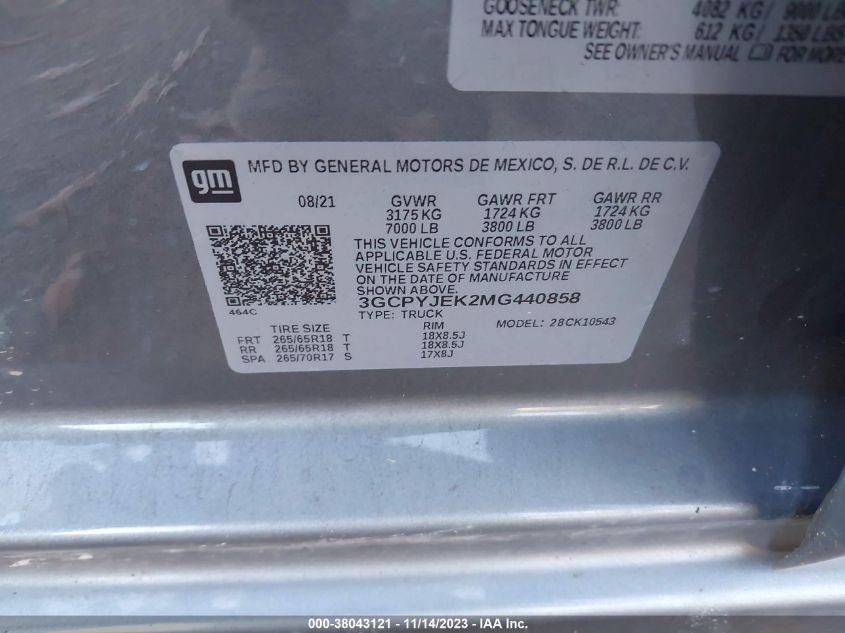 GOOSENECK TWR: 4082 KG / 9000 LBS
MAX TONGUE WEIGHT: 612 KG / 1350 LBS
SEE OWNER'S MANUAL FOR MORE
gm
MFD BY GENERAL MOTORS DE MEXICO, S. DE R.L. DE C.V.
08/21 GVWR GAWR FRT GAWR RR
3175 KG 1724 KG 1724 KG
7000 LB 3800 LB 3800 LB
THIS VEHICLE CONFORMS TO ALL
APPLICABLE U.S. FEDERAL MOTOR
VEHICLE SAFETY STANDARDS IN EFFECT
ON THE DATE OF MANUFACTURE
SHOWN ABOVE.
3GCPYJEK2MG440858
464C
TYPE: TRUCK MODEL: 28CK10543
TIRE SIZE RIM
FRT 265/65R18 T 18X8.5J
RR 265/65R18 T 18X8.5J
SPA 265/70R17 S 17X8J
000-38043121 - 11/14/2023 - IAA Inc.